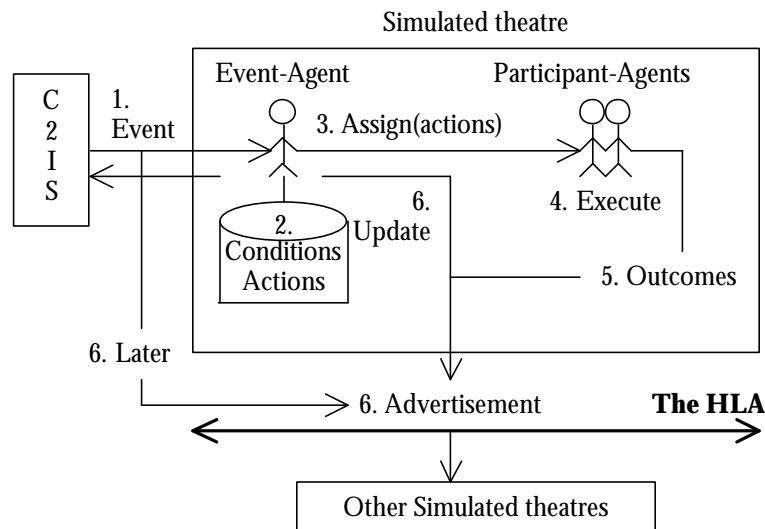 Simulated theatre
Event-Agent
Participant-Agents
C
2
I
S
1.
Event
3. Assign(actions)
4. Execute
2.
Conditions
Actions
6.
Update
5. Outcomes
6. Later
6. Advertisement
The HLA
Other Simulated theatres